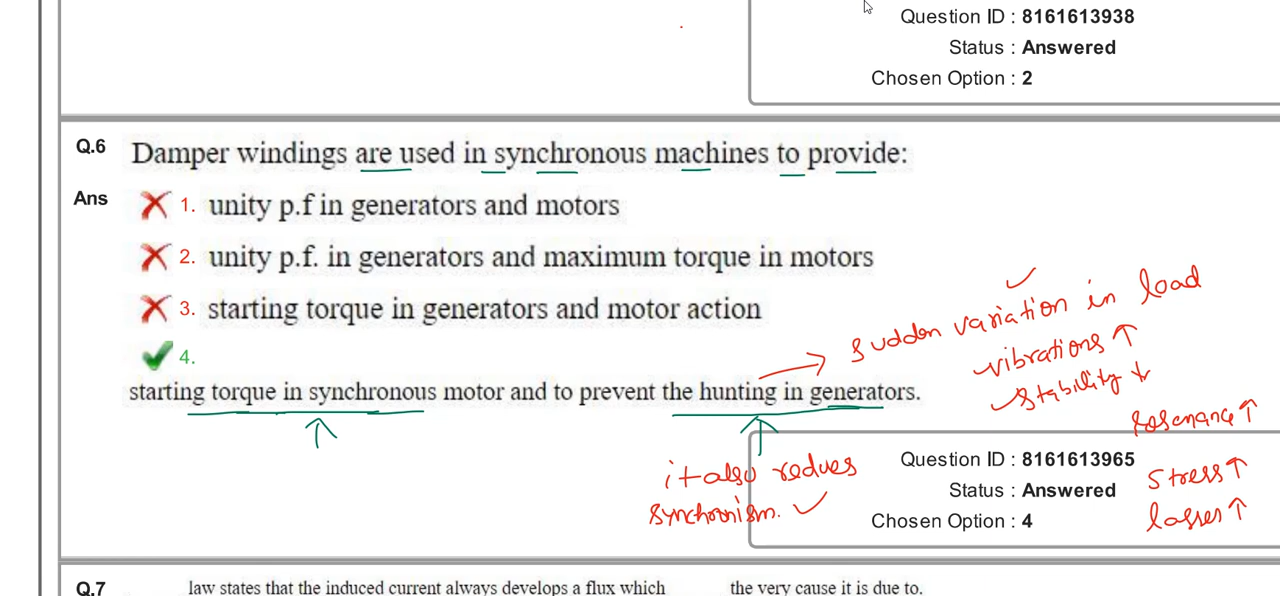 Question ID : 8161613938
Status : Answered
Chosen Option : 2
Q.6 Damper windings are used in synchronous machines to provide:
Ans 1. unity p.f in generators and motors
2. unity p.f. in generators and maximum torque in motors
3. starting torque in generators and motor action
4.
starting torque in synchronous motor and to prevent the hunting in generators.
sudden variation in load
vibrations ↑
stability ↓
resonance ↑
stress ↑
losses ↑
it also redues
synchronism.
Question ID : 8161613965
Status : Answered
Chosen Option : 4
Q.7 law states that the induced current always develops a flux which the very cause it is due to.